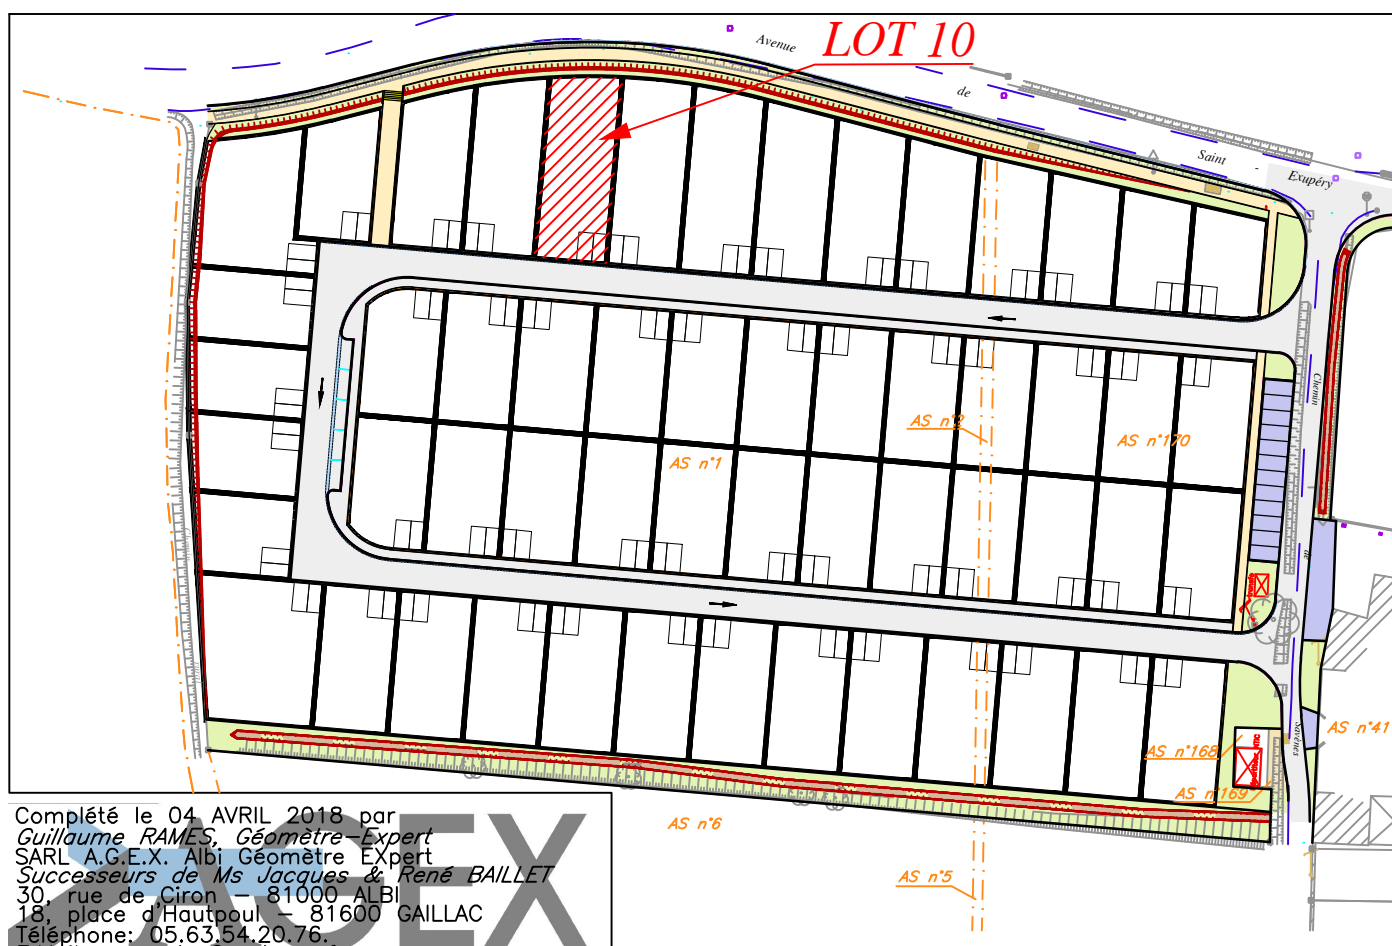 LOT 10
Avenue
de
Saint
-
Exupéry
Chemin
de
Savènes
AS n°2
AS n°170
AS n°1
AS n°41
AS n°168
AS n°169
AS n°6
AS n°5
Complété le 04 AVRIL 2018 par
Guillaume RAMES, Géomètre-Expert
SARL A.G.E.X. Albi Géomètre EXpert
Successeurs de Ms Jacques & René BAILLET
30, rue de Ciron - 81000 ALBI
18, place d'Hautpoul - 81600 GAILLAC
Téléphone: 05.63.54.20.76.
AGEX